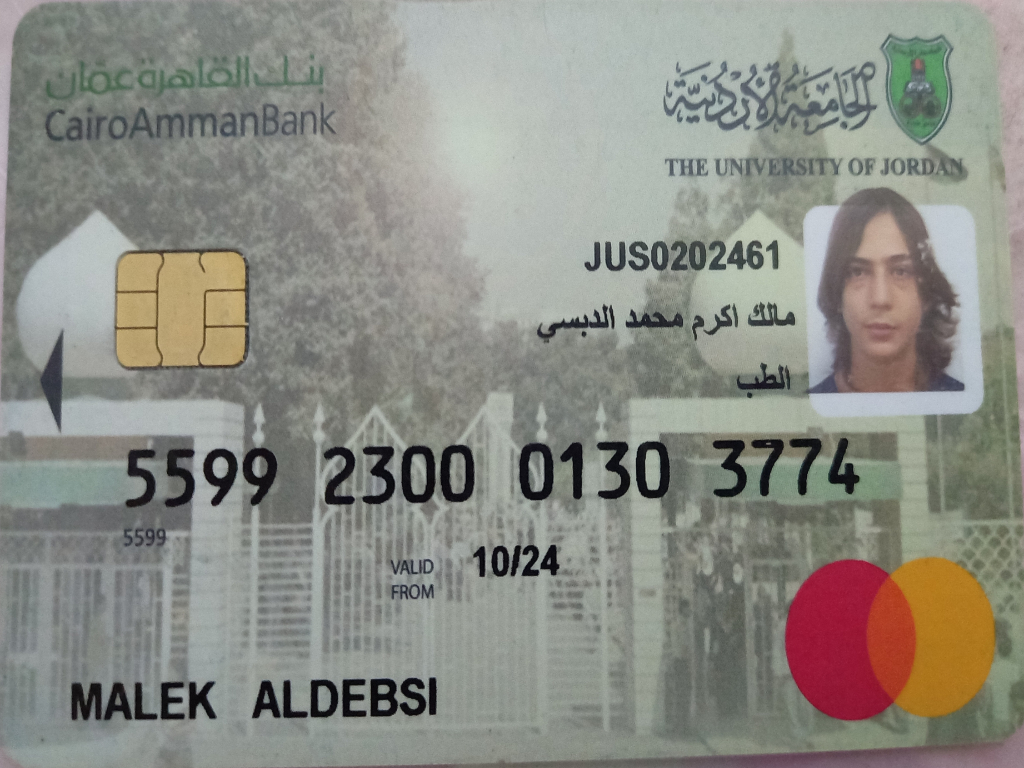 بنك القاهرة عمان
CairoAmmanBank
الجامعة الأردنية
THE UNIVERSITY OF JORDAN
JUS0202461
مالك اكرم محمد الدبسي
الطب
5599 2300 0130 3774
5599
VALID FROM 10/24
MALEK ALDEBSI